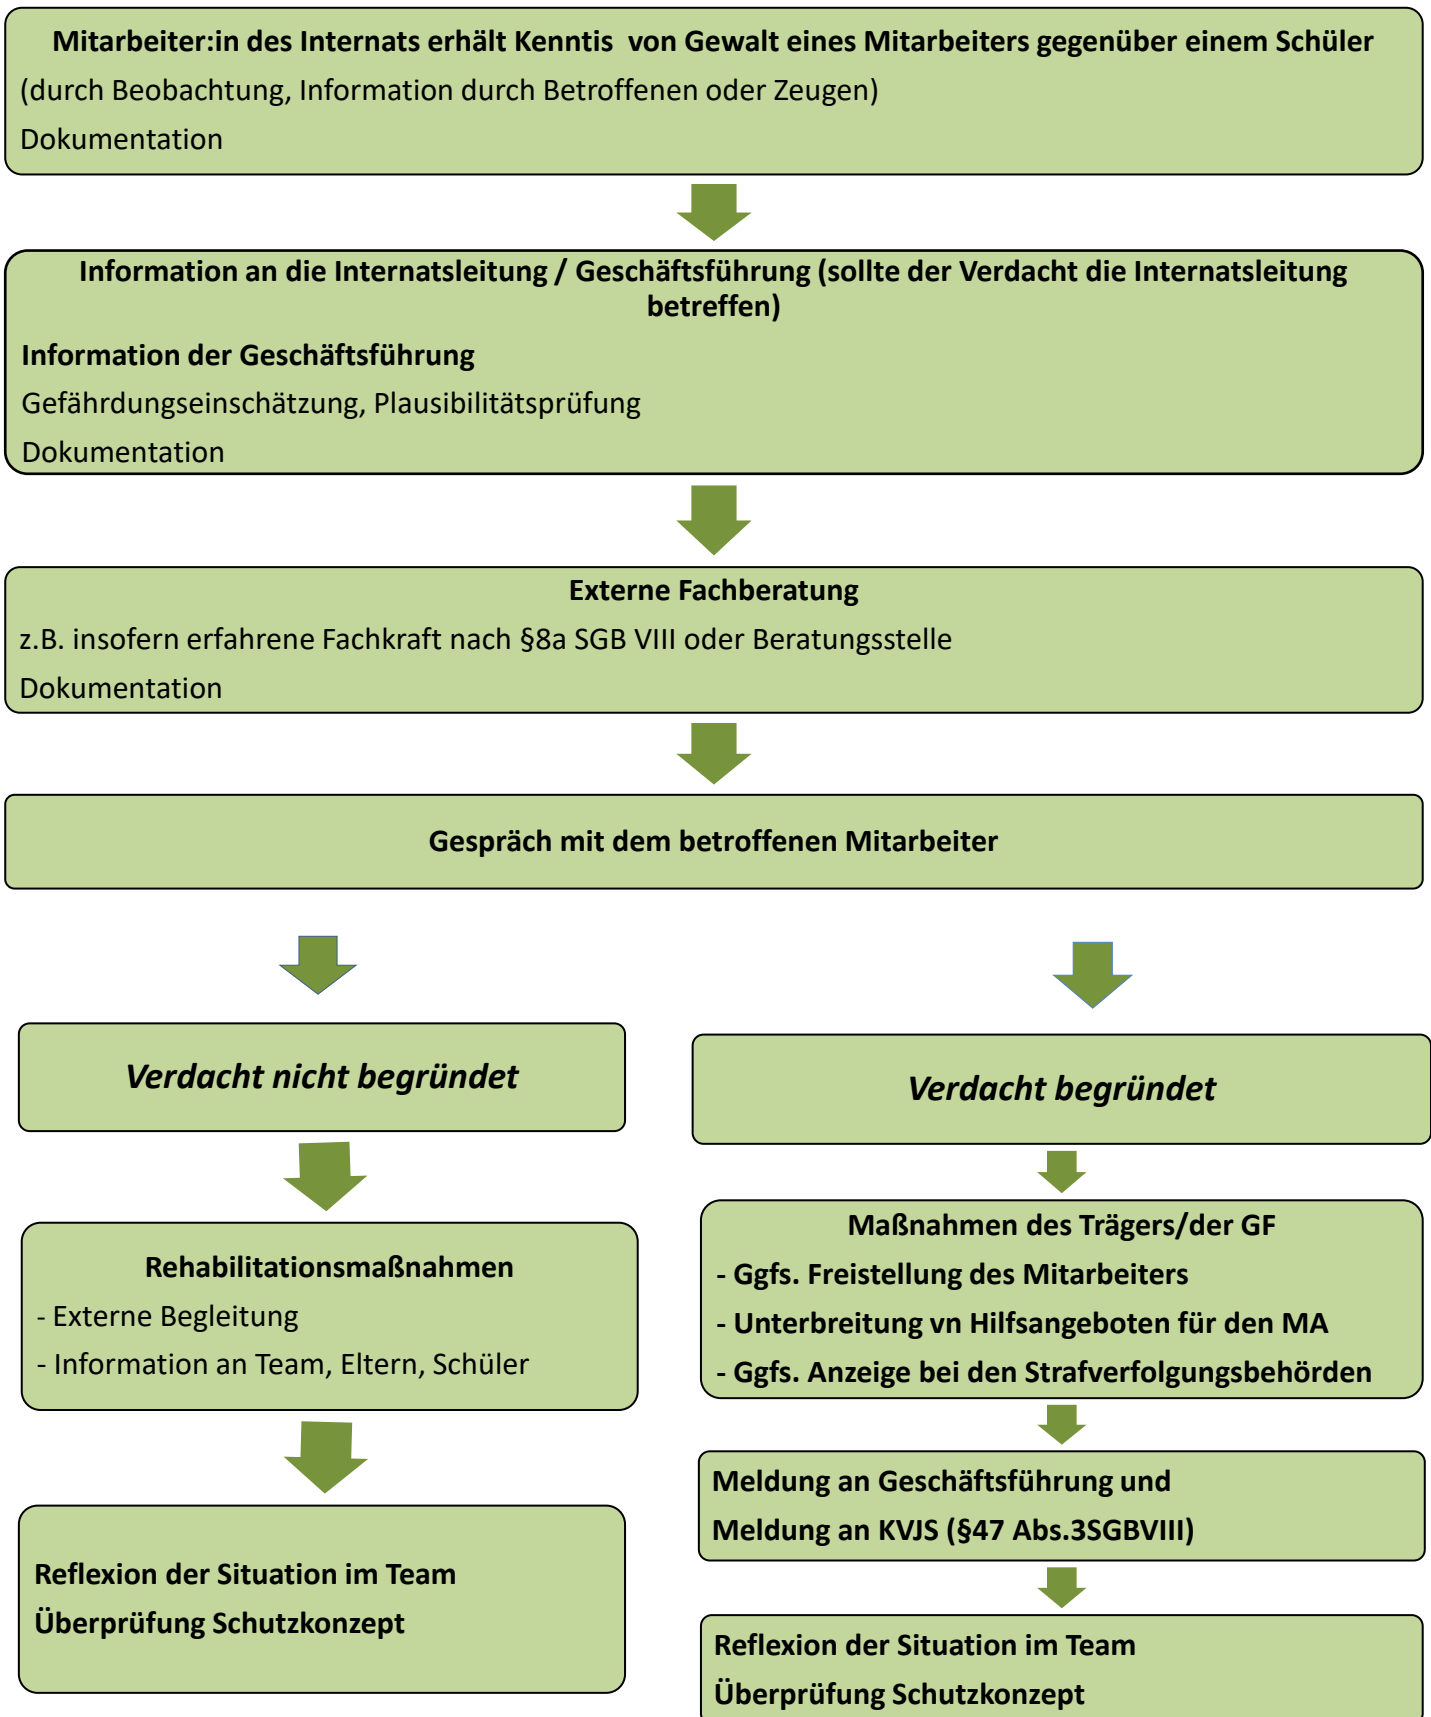 Mitarbeiter:in des Internats erhält Kenntis  von Gewalt eines Mitarbeiters gegenüber einem Schüler
(durch Beobachtung, Information durch Betroffenen oder Zeugen)
Dokumentation
Information an die Internatsleitung / Geschäftsführung (sollte der Verdacht die Internatsleitung
betreffen)
Information der Geschäftsführung
Gefährdungseinschätzung, Plausibilitätsprüfung
Dokumentation
Externe Fachberatung
z.B. insofern erfahrene Fachkraft nach §8a SGB VIII oder Beratungsstelle
Dokumentation
Gespräch mit dem betroffenen Mitarbeiter
Verdacht nicht begründet
Rehabilitationsmaßnahmen
- Externe Begleitung
- Information an Team, Eltern, Schüler
Reflexion der Situation im Team
Überprüfung Schutzkonzept
Verdacht begründet
Maßnahmen des Trägers/der GF
- Ggfs. Freistellung des Mitarbeiters
- Unterbreitung vn Hilfsangeboten für den MA
- Ggfs. Anzeige bei den Strafverfolgungsbehörden
Meldung an Geschäftsführung und
Meldung an KVJS (§47 Abs.3SGBVIII)
Reflexion der Situation im Team
Überprüfung Schutzkonzept